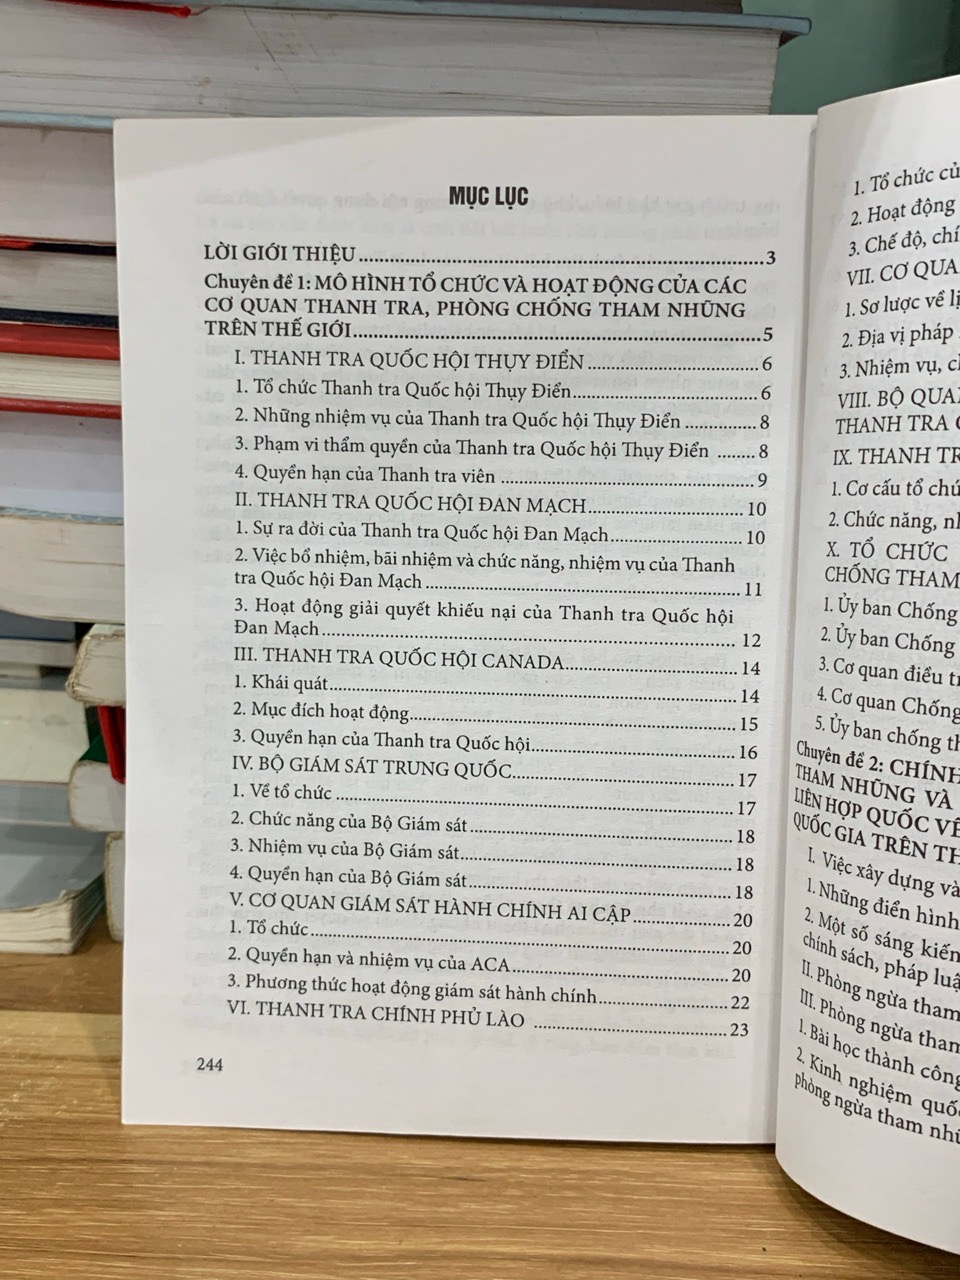 MỤC LỤC
LỜI GIỚI THIỆU.....3
Chuyên đề 1: MÔ HÌNH TỔ CHỨC VÀ HOẠT ĐỘNG CỦA CÁC
CƠ QUAN THANH TRA, PHÒNG CHỐNG THAM NHŨNG
TRÊN THẾ GIỚI.....5
I. THANH TRA QUỐC HỘI THỤY ĐIỂN.....6
1. Tổ chức Thanh tra Quốc hội Thụy Điển.....6
2. Những nhiệm vụ của Thanh tra Quốc hội Thụy Điển.....8
3. Phạm vi thẩm quyền của Thanh tra Quốc hội Thụy Điển.....8
4. Quyền hạn của Thanh tra viên.....9
II. THANH TRA QUỐC HỘI ĐAN MẠCH.....10
1. Sự ra đời của Thanh tra Quốc hội Đan Mạch.....10
2. Việc bổ nhiệm, bãi nhiệm và chức năng, nhiệm vụ của Thanh
tra Quốc hội Đan Mạch.....11
3. Hoạt động giải quyết khiếu nại của Thanh tra Quốc hội
Đan Mạch.....12
III. THANH TRA QUỐC HỘI CANADA.....14
1. Khái quát.....14
2. Mục đích hoạt động.....15
3. Quyền hạn của Thanh tra Quốc hội.....16
IV. BỘ GIÁM SÁT TRUNG QUỐC.....17
1. Về tổ chức.....17
2. Chức năng của Bộ Giám sát.....18
3. Nhiệm vụ của Bộ Giám sát.....18
4. Quyền hạn của Bộ Giám sát.....18
V. CƠ QUAN GIÁM SÁT HÀNH CHÍNH AI CẬP.....20
1. Tổ chức.....20
2. Quyền hạn và nhiệm vụ của ACA.....20
3. Phương thức hoạt động giám sát hành chính.....22
VI. THANH TRA CHÍNH PHỦ LÀO.....23
244
1. Tổ chức
2. Hoạt động
3. Chế độ,
VII. CƠ
1. Sơ lược về
2. Địa vị pháp
3. Nhiệm vụ,
VIII. BỘ
THANH TRA
IX. THANH
1. Cơ cấu tổ
2. Chức năng,
X. TỔ CHỨC
CHỐNG THAM
1. Ủy ban Chống
2. Ủy ban Chống
3. Cơ quan điều
4. Cơ quan Chống
5. Ủy ban chống
Chuyên đề 2:
THAM NHŨNG VÀ
LIÊN HỢP QUỐC
QUỐC GIA TRÊN
I. Việc xây dựng và
1. Những điển hình
2. Một số sáng kiến
chính sách, pháp
II. Phòng ngừa tham
III. Phòng ngừa
1. Bài học thành
2. Kinh nghiệm
phòng ngừa tham